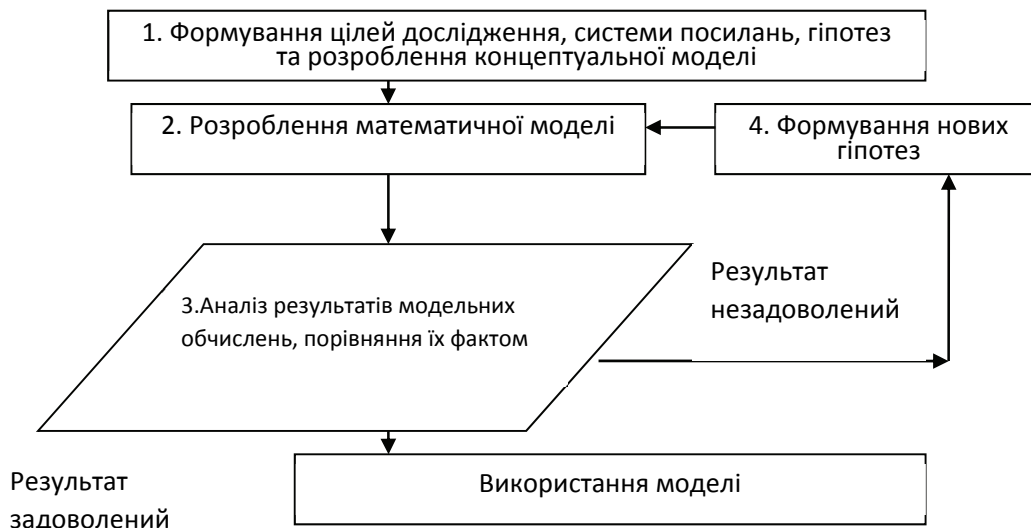 1. Формування цілей дослідження, системи посилань, гіпотез
та розроблення концептуальної моделі
2. Розроблення математичної моделі
4. Формування нових
гіпотез
Результат
незадоволений
3.Аналіз результатів модельних
обчислень, порівняння їх фактом
Результат
задоволений
Використання моделі